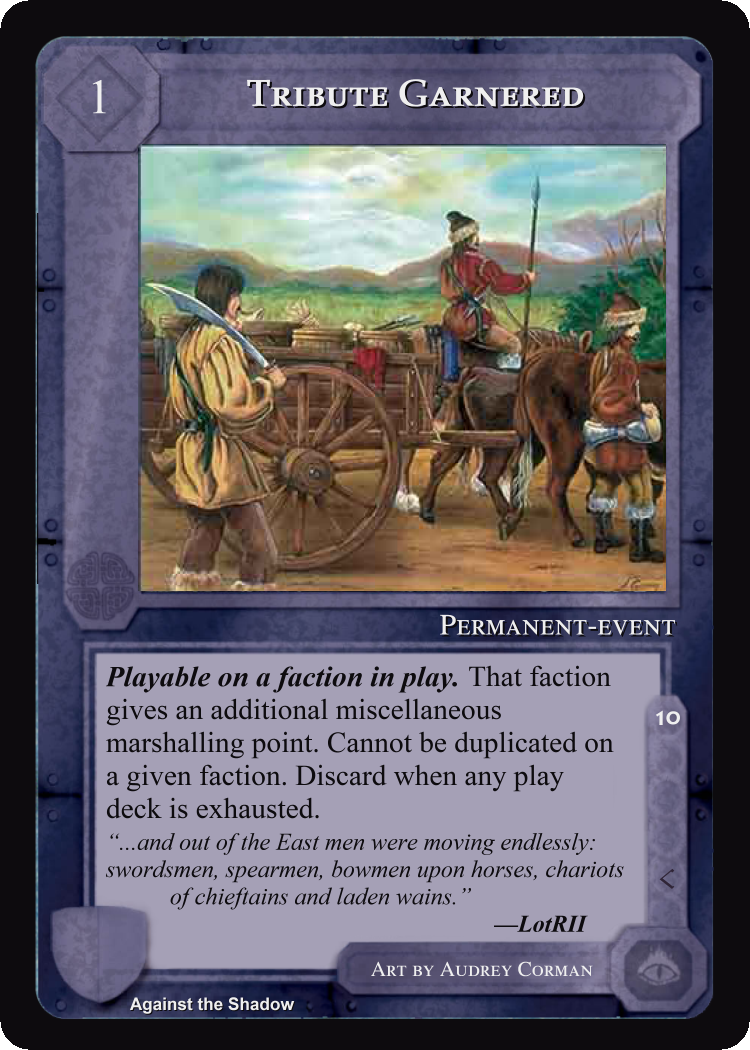 1
Tribute Garnered
Permanent-event
Playable on a faction in play. That faction
gives an additional miscellaneous
marshalling point. Cannot be duplicated on
a given faction. Discard when any play
deck is exhausted.
“...and out of the East men were moving endlessly:
swordsmen, spearmen, bowmen upon horses, chariots
of chieftains and laden wains.”
—LotRII
10
Art by Audrey Corman
Against the Shadow